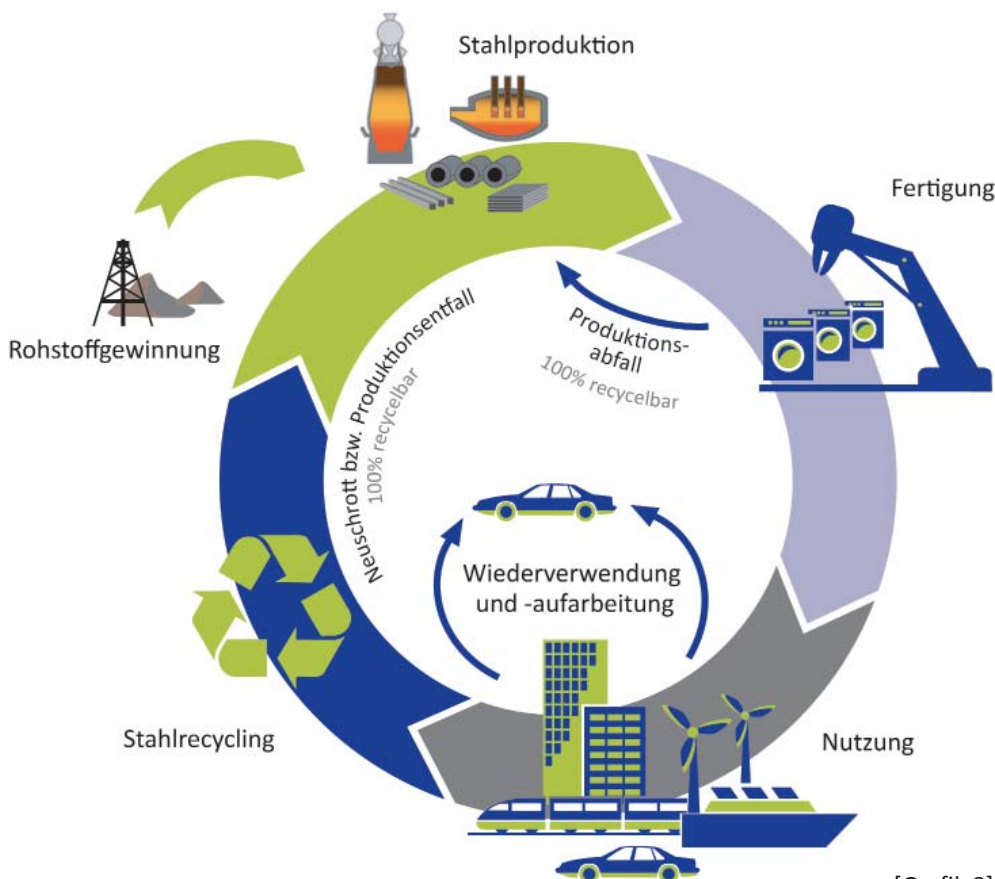 Stahlproduktion
Fertigung
Rohstoffgewinnung
Neuschrott bzw. Produktionsentfall
100% recycelbar
Produktions-
abfall
100% recycelbar
Wiederverwendung
und -aufarbeitung
Stahlrecycling
Nutzung